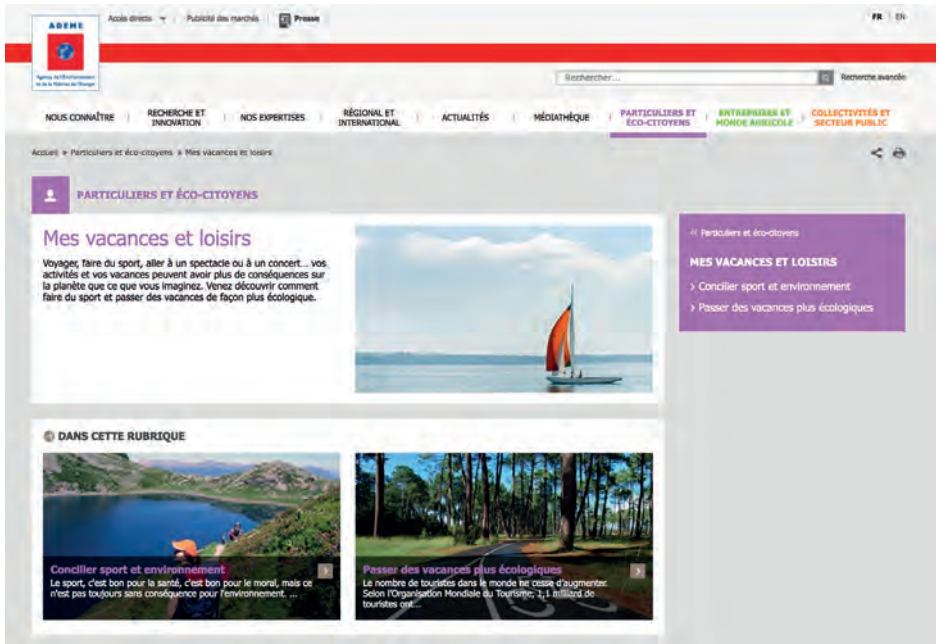 ADEME
Accès directs
Publicité des marchés
Presse
FR
EN
Agence de l'Environnement
et de la Maîtrise de l'Energie
Rechercher...
Recherche avancée
NOUS CONNAÎTRE
RECHERCHE ET
INNOVATION
NOS EXPERTISES
RÉGIONAL ET
INTERNATIONAL
ACTUALITÉS
MÉDIATHÈQUE
PARTICULIERS ET
ÉCO-CITOYENS
ENTREPRISES ET
MONDE AGRICOLE
COLLECTIVITÉS ET
SECTEUR PUBLIC
Accueil » Particuliers et éco-citoyens » Mes vacances et loisirs
PARTICULIERS ET ÉCO-CITOYENS
Mes vacances et loisirs
Voyager, faire du sport, aller à un spectacle ou à un concert... vos
activités et vos vacances peuvent avoir plus de conséquences sur
la planète que ce que vous imaginez. Venez découvrir comment
faire du sport et passer des vacances de façon plus écologique.
« Particuliers et éco-citoyens
MES VACANCES ET LOISIRS
> Concilier sport et environnement
> Passer des vacances plus écologiques
DANS CETTE RUBRIQUE
Concilier sport et environnement
Le sport, c'est bon pour la santé, c'est bon pour le moral, mais ce
n'est pas toujours sans conséquence pour l'environnement. ...
Passer des vacances plus écologiques
Le nombre de touristes dans le monde ne cesse d'augmenter.
Selon l'Organisation Mondiale du Tourisme, 1,1 milliard de
touristes ont...